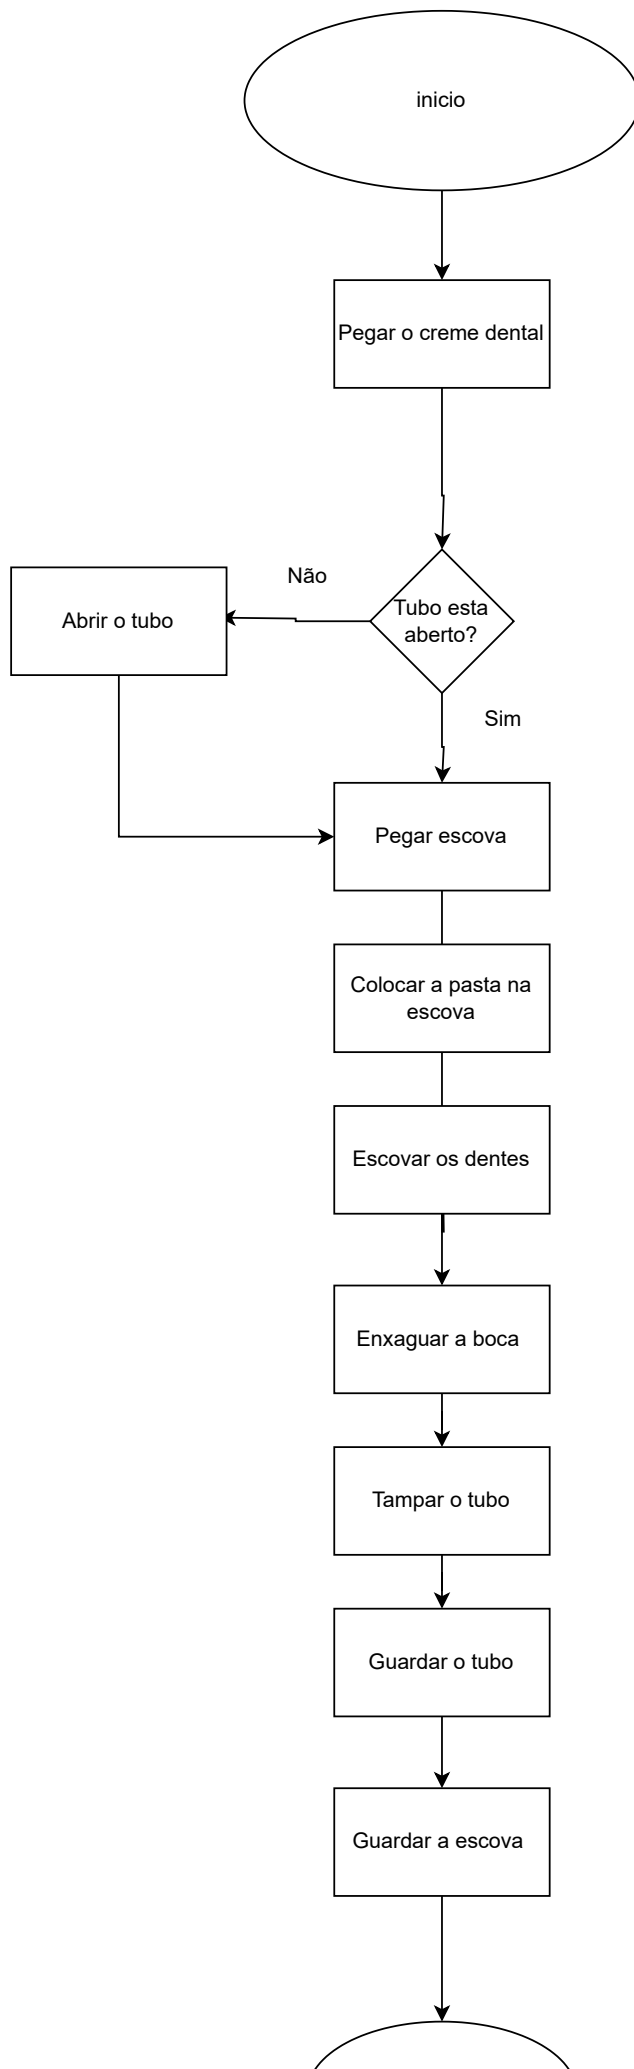 inicio
Pegar o creme dental
Não
Tubo esta
aberto?
Abrir o tubo
Sim
Pegar escova
Colocar a pasta na
escova
Escovar os dentes
Enxaguar a boca
Tampar o tubo
Guardar o tubo
Guardar a escova